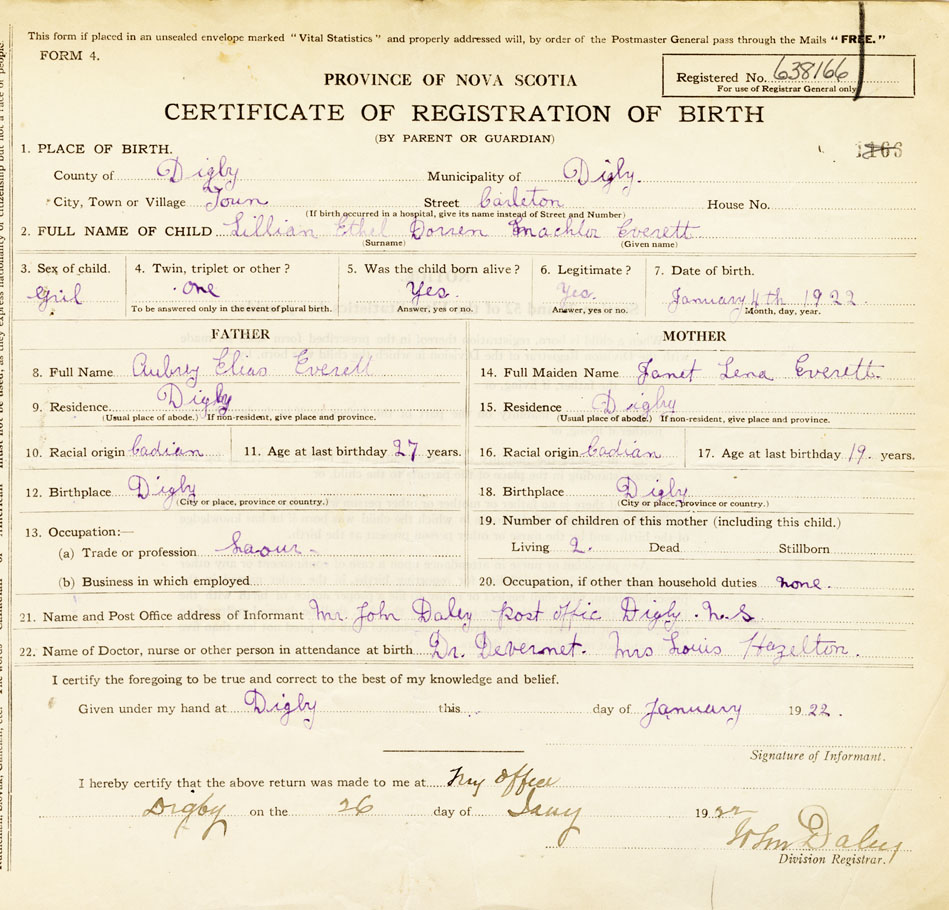 This form if placed in an unsealed envelope marked "Vital Statistics" and properly addressed will, by order of the Postmaster General pass through the Mails "FREE."
FORM 4.
Registered No. 638166
For use of Registrar General only
PROVINCE OF NOVA SCOTIA
CERTIFICATE OF REGISTRATION OF BIRTH
(BY PARENT OR GUARDIAN)
1. PLACE OF BIRTH.
County of Digby Municipality of Digby.
City, Town or Village Town Street Carleton House No.
(If birth occurred in a hospital, give its name instead of Street and Number)
2. FULL NAME OF CHILD Lillian Ethel Dorren Machlor Everett
(Surname) (Given name)
3. Sex of child. 4. Twin, triplet or other? 5. Was the child born alive? 6. Legitimate? 7. Date of birth.
Gril one Yes. Yes. January 4th 1922
To be answered only in the event of plural birth. Answer, yes or no. Answer, yes or no. Month, day, year.
FATHER MOTHER
8. Full Name Aubrey Elias Everett 14. Full Maiden Name Janet Lena Everett.
9. Residence Digby 15. Residence Digby
(Usual place of abode.) If non-resident, give place and province. (Usual place of abode.) If non-resident, give place and province.
10. Racial origin Cadian 11. Age at last birthday 27 years. 16. Racial origin Cadian 17. Age at last birthday 19. years.
12. Birthplace Digby 18. Birthplace Digby
(City or place, province or country.) (City or place, province or country.)
13. Occupation:— 19. Number of children of this mother (including this child.)
(a) Trade or profession Living 2. Dead Stillborn
(b) Business in which employed 20. Occupation, if other than household duties none.
21. Name and Post Office address of Informant Mr. John Daley post offic Digby. N.S
22. Name of Doctor, nurse or other person in attendance at birth Dr. Devernet. Mrs Louis Hazelton.
I certify the foregoing to be true and correct to the best of my knowledge and belief.
Given under my hand at Digby this day of January 1922.
Signature of Informant.
I hereby certify that the above return was made to me at my office
Digby on the 26 day of Jany 1922
John Daley
Division Registrar.